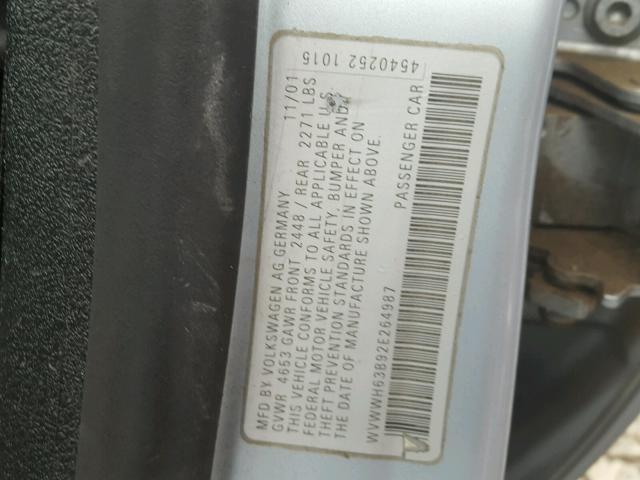 MFD BY VOLKSWAGEN AG GERMANY 11/01
GVWR 4653 GAWR FRONT 2448 / REAR 2271 LBS
THIS VEHICLE CONFORMS TO ALL APPLICABLE U.S.
FEDERAL MOTOR VEHICLE SAFETY, BUMPER AND
THEFT PREVENTION STANDARDS IN EFFECT ON
THE DATE OF MANUFACTURE SHOWN ABOVE.
WVWWH63B92E264987 PASSENGER CAR
4540252 1015